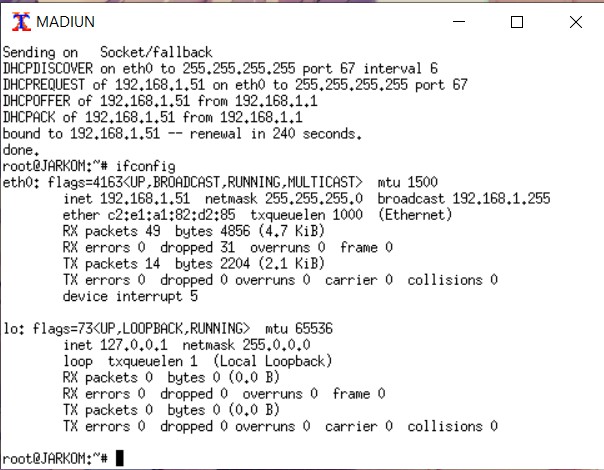 MADIUN
Sending on   Socket/fallback
DHCPDISCOVER on eth0 to 255.255.255.255 port 67 interval 6
DHCPREQUEST of 192.168.1.51 on eth0 to 255.255.255.255 port 67
DHCPOFFER of 192.168.1.51 from 192.168.1.1
DHCPACK of 192.168.1.51 from 192.168.1.1
bound to 192.168.1.51 -- renewal in 240 seconds.
done.
root@JARKOM:~# ifconfig
eth0: flags=4163<UP,BROADCAST,RUNNING,MULTICAST>  mtu 1500
        inet 192.168.1.51  netmask 255.255.255.0  broadcast 192.168.1.255
        ether c2:e1:a1:82:d2:85  txqueuelen 1000  (Ethernet)
        RX packets 49  bytes 4856 (4.7 KiB)
        RX errors 0  dropped 31  overruns 0  frame 0
        TX packets 14  bytes 2204 (2.1 KiB)
        TX errors 0  dropped 0 overruns 0  carrier 0  collisions 0
        device interrupt 5
lo: flags=73<UP,LOOPBACK,RUNNING>  mtu 65536
        inet 127.0.0.1  netmask 255.0.0.0
        loop  txqueuelen 1  (Local Loopback)
        RX packets 0  bytes 0 (0.0 B)
        RX errors 0  dropped 0  overruns 0  frame 0
        TX packets 0  bytes 0 (0.0 B)
        TX errors 0  dropped 0 overruns 0  carrier 0  collisions 0
root@JARKOM:~#